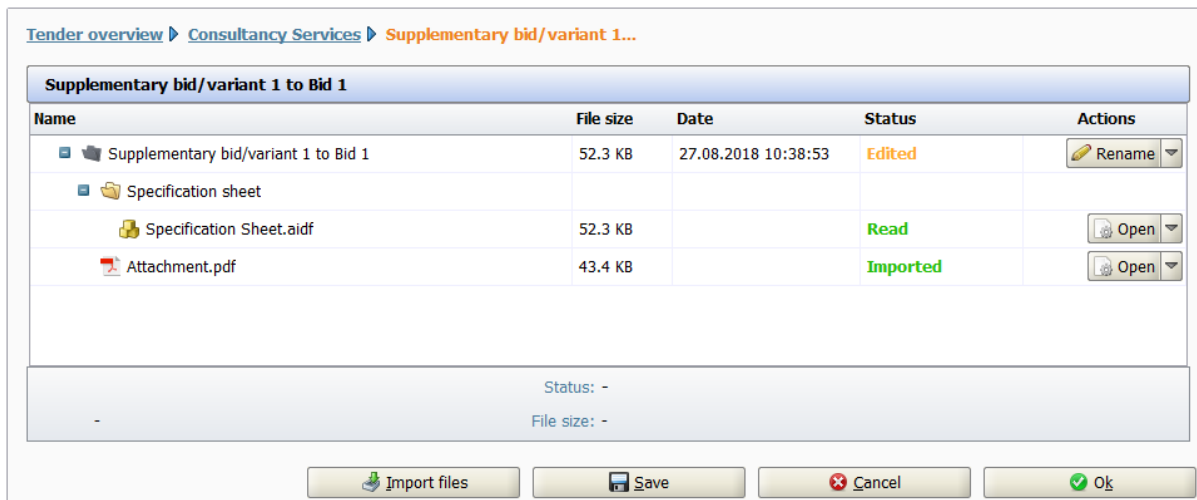 Tender overview Consultancy Services Supplementary bid/variant 1...
Supplementary bid/variant 1 to Bid 1
Name File size Date Status Actions
Supplementary bid/variant 1 to Bid 1 52.3 KB 27.08.2018 10:38:53 Edited Rename
Specification sheet
Specification Sheet.aidf 52.3 KB Read Open
Attachment.pdf 43.4 KB Imported Open
Status: -
- File size: -
Import files Save Cancel Ok